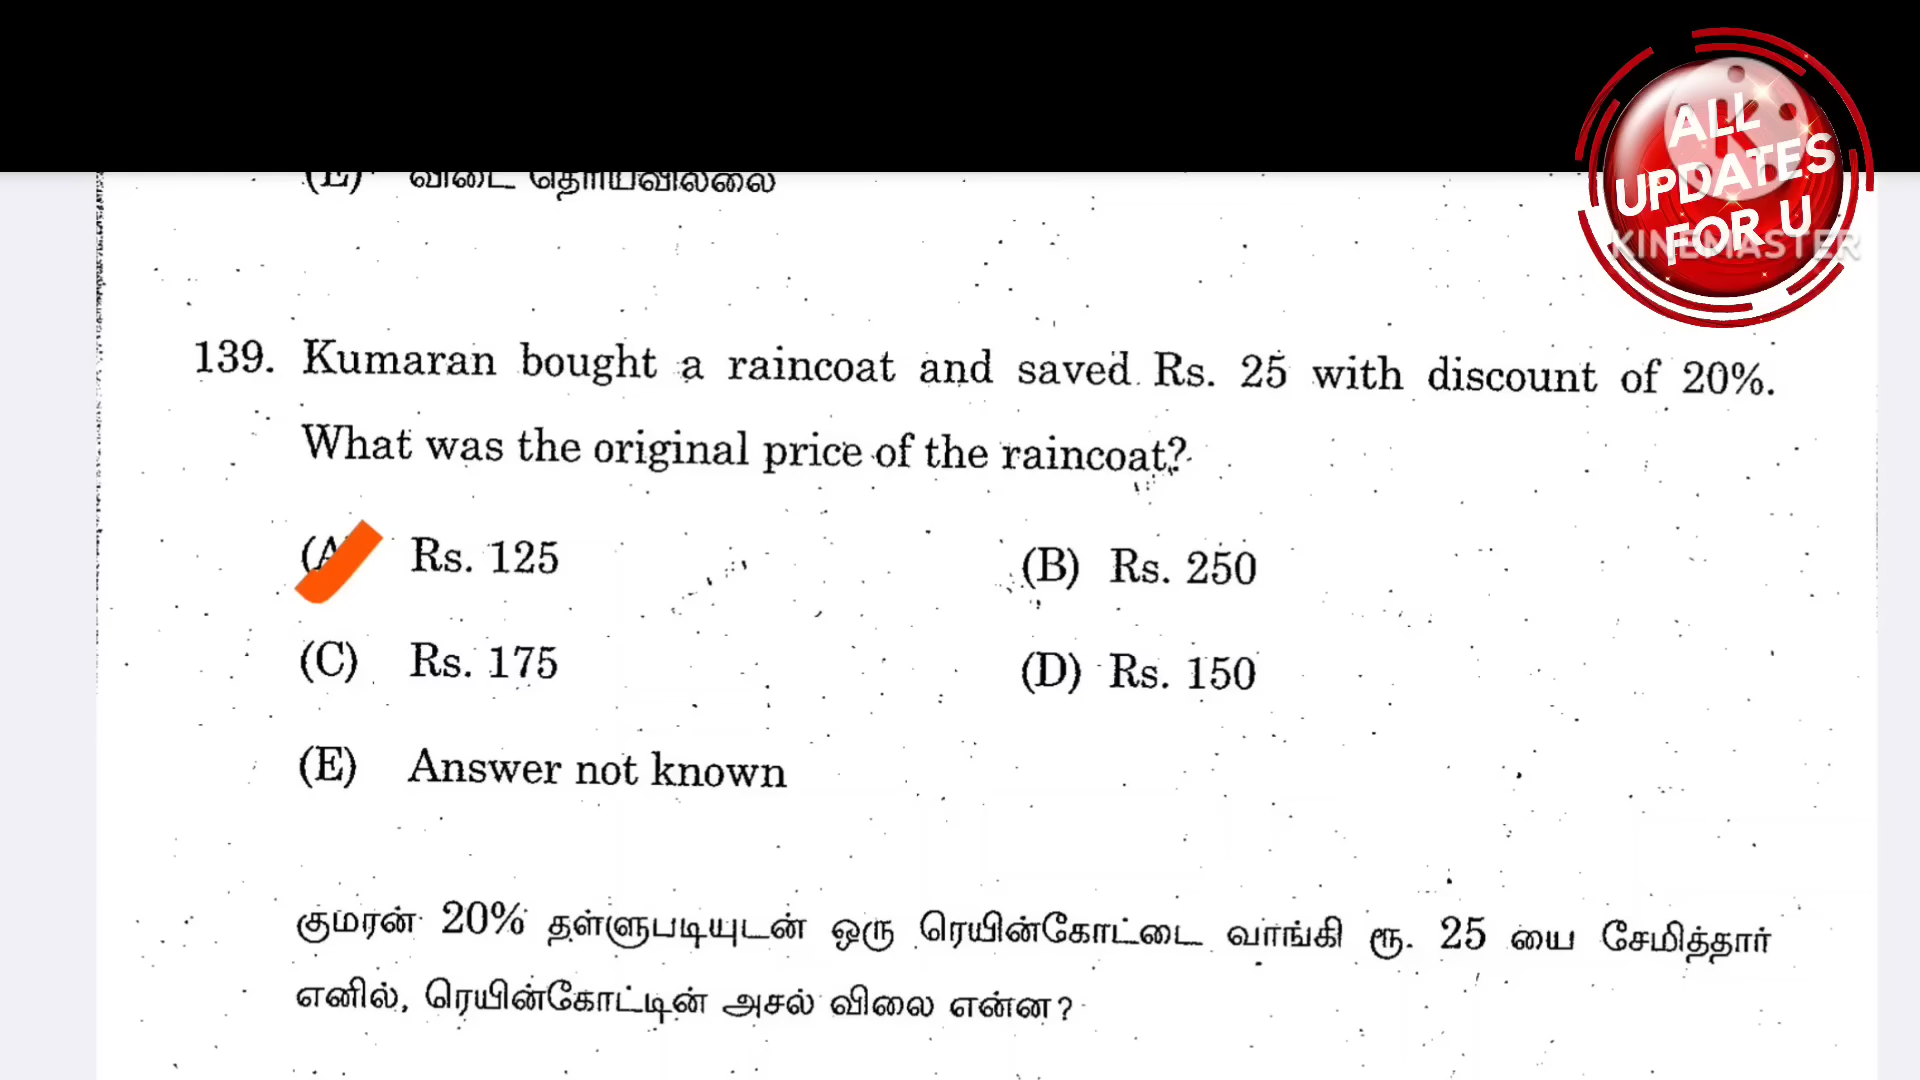 ALL
UPDATES
FOR U
KINEMASTER
(E) விடை தெரியவில்லை
139. Kumaran bought a raincoat and saved Rs. 25 with discount of 20%.
What was the original price of the raincoat?
(A) Rs. 125 (B) Rs. 250
(C) Rs. 175 (D) Rs. 150
(E) Answer not known
குமரன் 20% தள்ளுபடியுடன் ஒரு ரெயின்கோட்டை வாங்கி ரூ. 25 யை சேமித்தார்
எனில், ரெயின்கோட்டின் அசல் விலை என்ன?